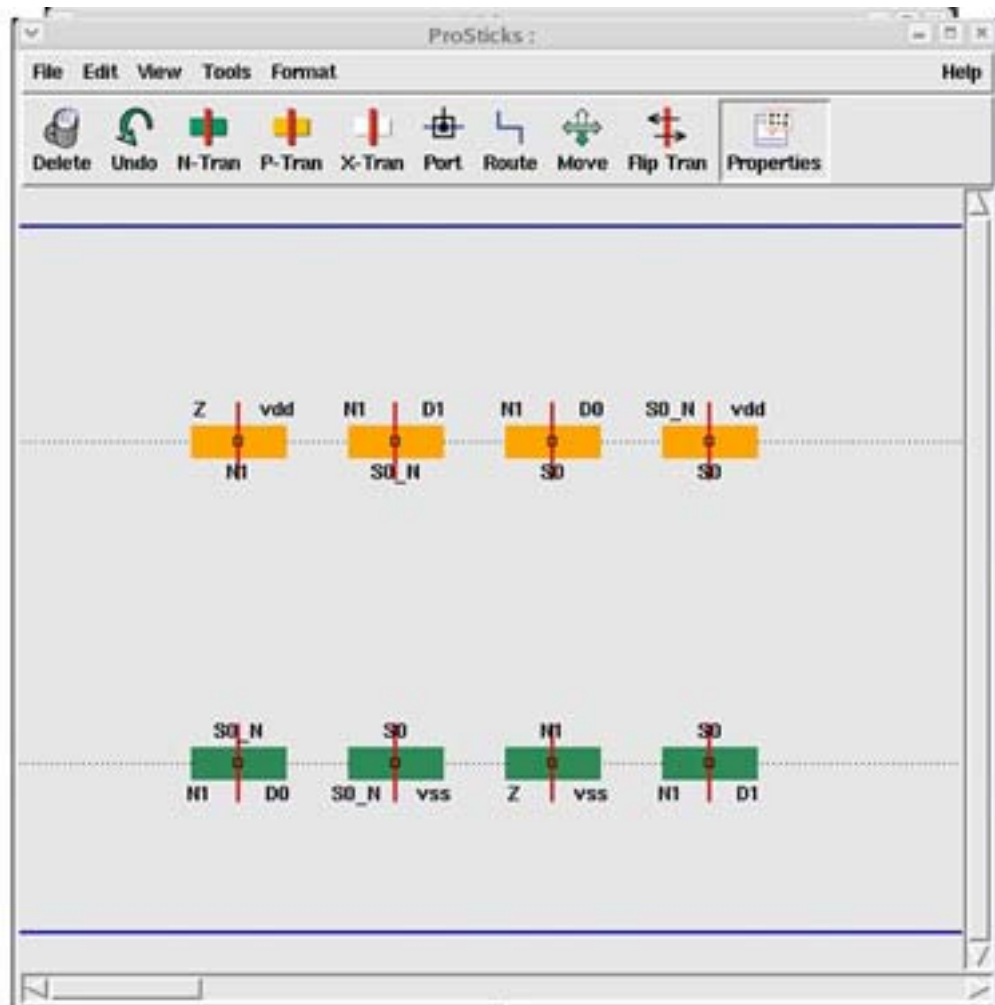 ProSticks :
File Edit View Tools Format Help
Delete Undo N-Tran P-Tran X-Tran Port Route Move Flip Tran Properties
Z vdd N1 D1 N1 D0 S0_N vdd
N1 S0_N S0 S0
S0_N S0 N1 S0
N1 D0 S0_N vss Z vss N1 D1